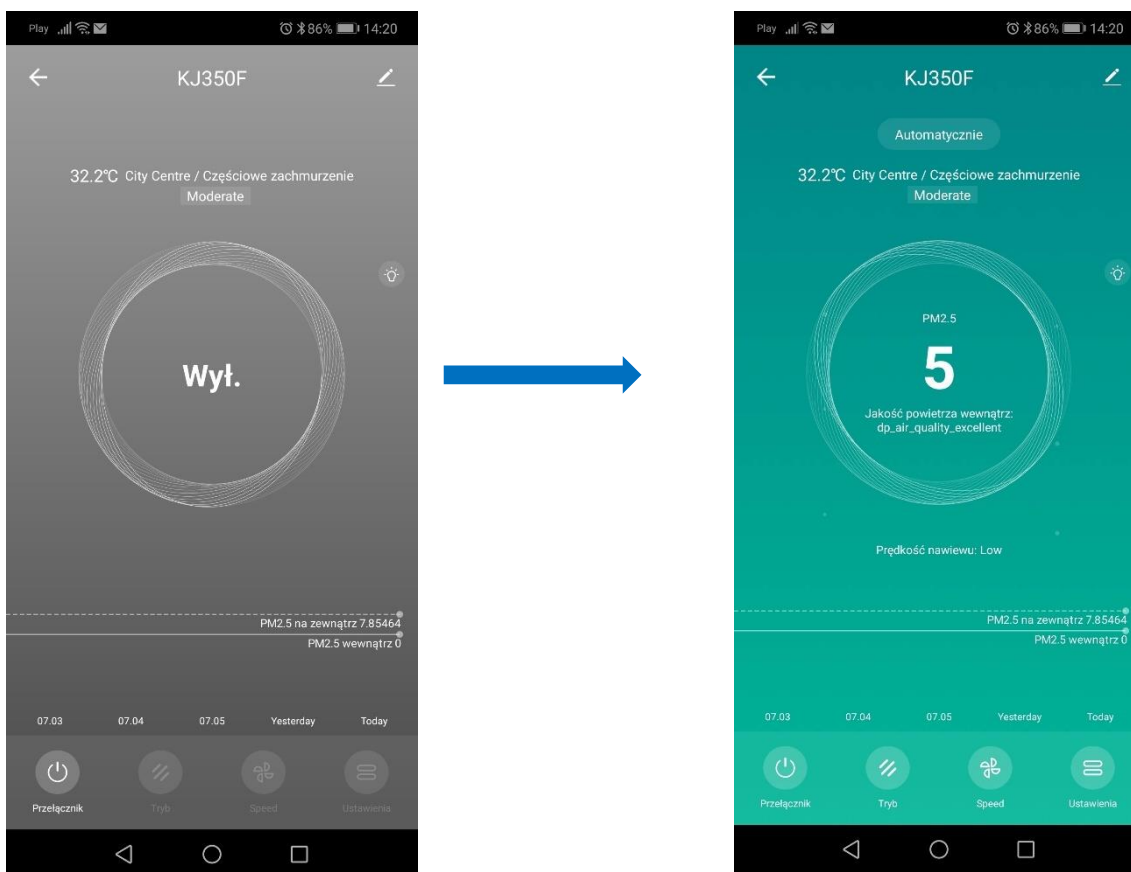 Play 86% 14:20
KJ350F
32.2°C City Centre / Częściowe zachmurzenie
Moderate
Wył.
PM2.5 na zewnątrz 7.85464
PM2.5 wewnątrz 0
07.03 07.04 07.05 Yesterday Today
Przełącznik Tryb Speed Ustawienia
Play 86% 14:20
KJ350F
Automatycznie
32.2°C City Centre / Częściowe zachmurzenie
Moderate
PM2.5
5
Jakość powietrza wewnątrz:
dp_air_quality_excellent
Prędkość nawiewu: Low
PM2.5 na zewnątrz 7.85464
PM2.5 wewnątrz 0
07.03 07.04 07.05 Yesterday Today
Przełącznik Tryb Speed Ustawienia